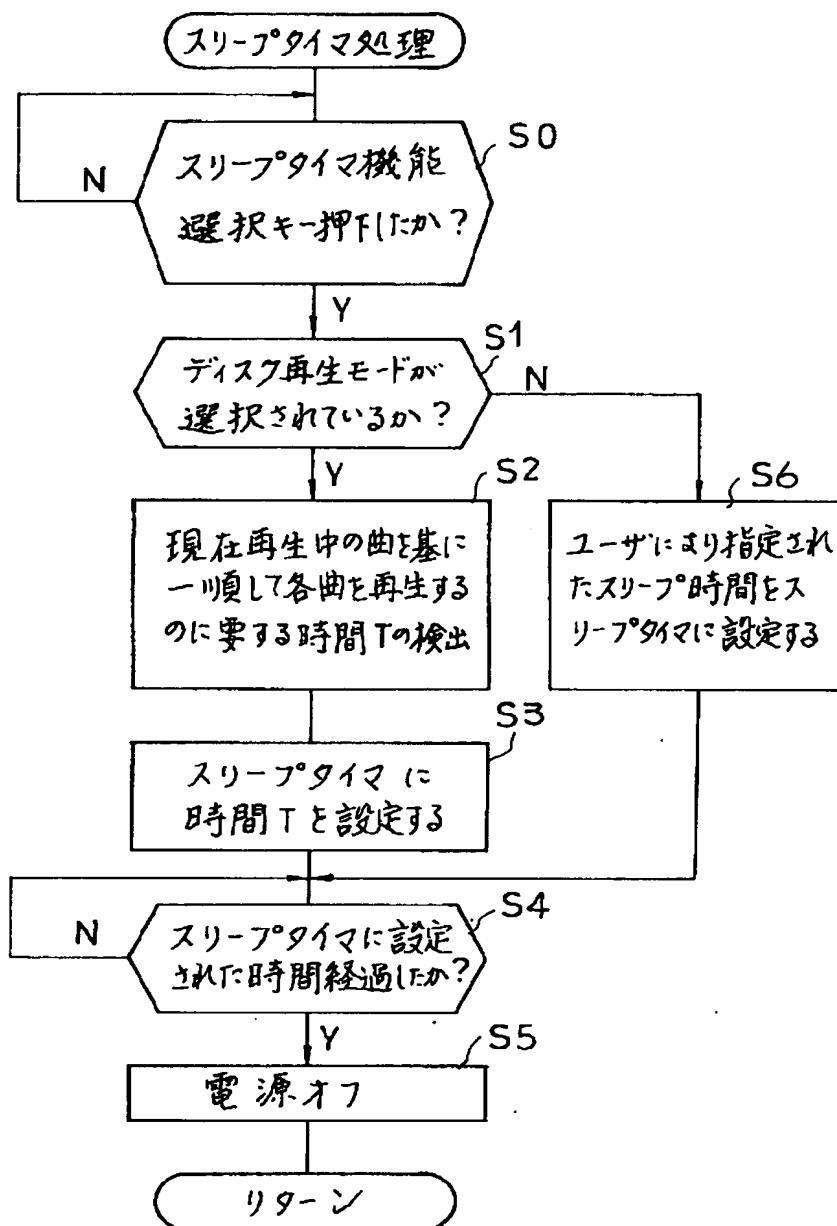 スリープタイマ処理
S0
スリープタイマ機能
選択キー押下したか?
N
Y
S1
ディスク再生モードが
選択されているか?
N
Y
S2
現在再生中の曲を基に
一順して各曲を再生する
のに要する時間Tの検出
S6
ユーザにより指定され
たスリープ時間をス
リープタイマに設定する
S3
スリープタイマに
時間Tを設定する
S4
スリープタイマに設定
された時間経過したか?
N
Y
S5
電源オフ
リターン